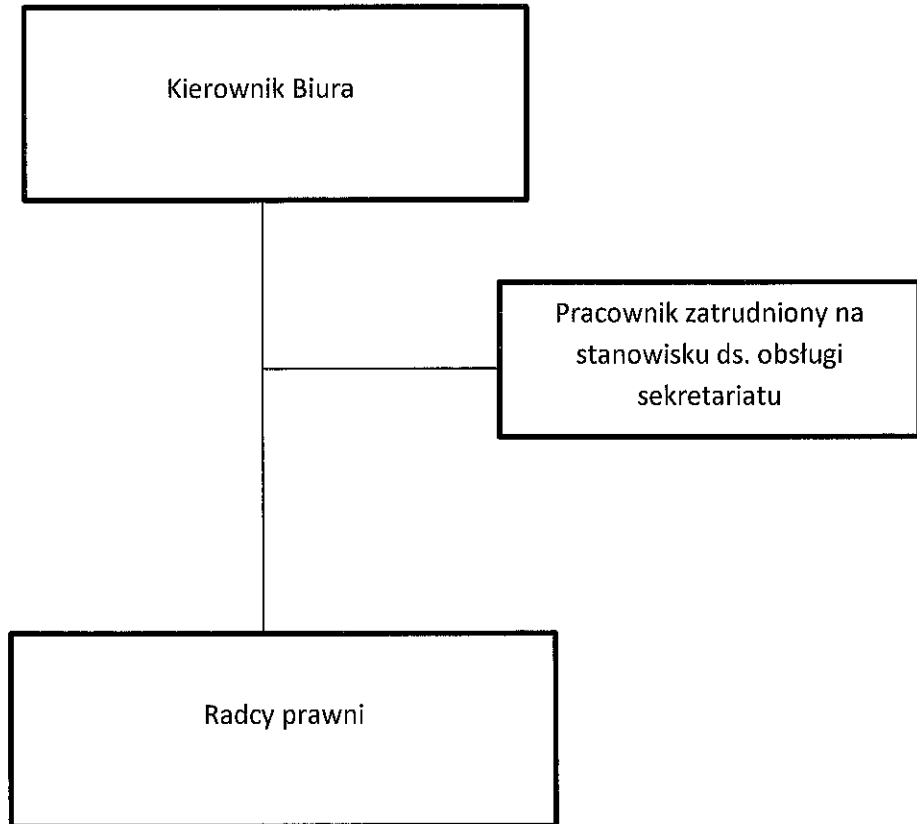 Kierownik Biura
Pracownik zatrudniony na
stanowisku ds. obsługi
sekretariatu
Radcy prawni